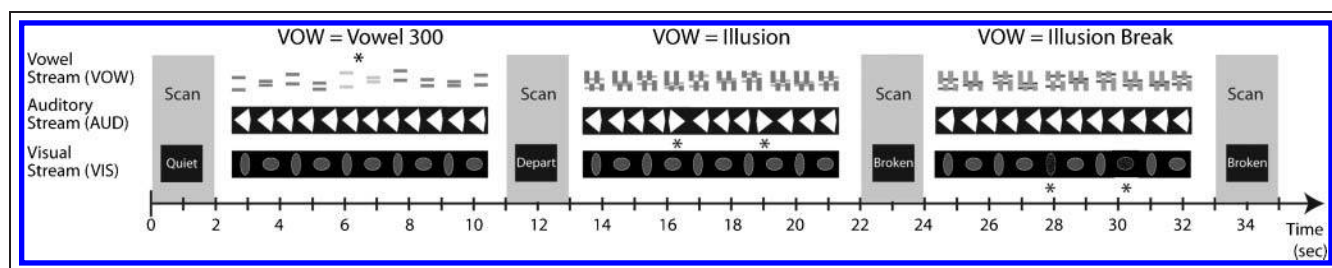 VOW = Vowel 300
VOW = Illusion
VOW = Illusion Break
*
Vowel
Stream (VOW)
Auditory
Stream (AUD)
Visual
Stream (VIS)
Scan
Scan
Scan
Scan
* *
Quiet
Depart
Broken
Broken
* *
0 2 4 6 8 10 12 14 16 18 20 21 22 24 26 28 30 32 34
Time
(sec)